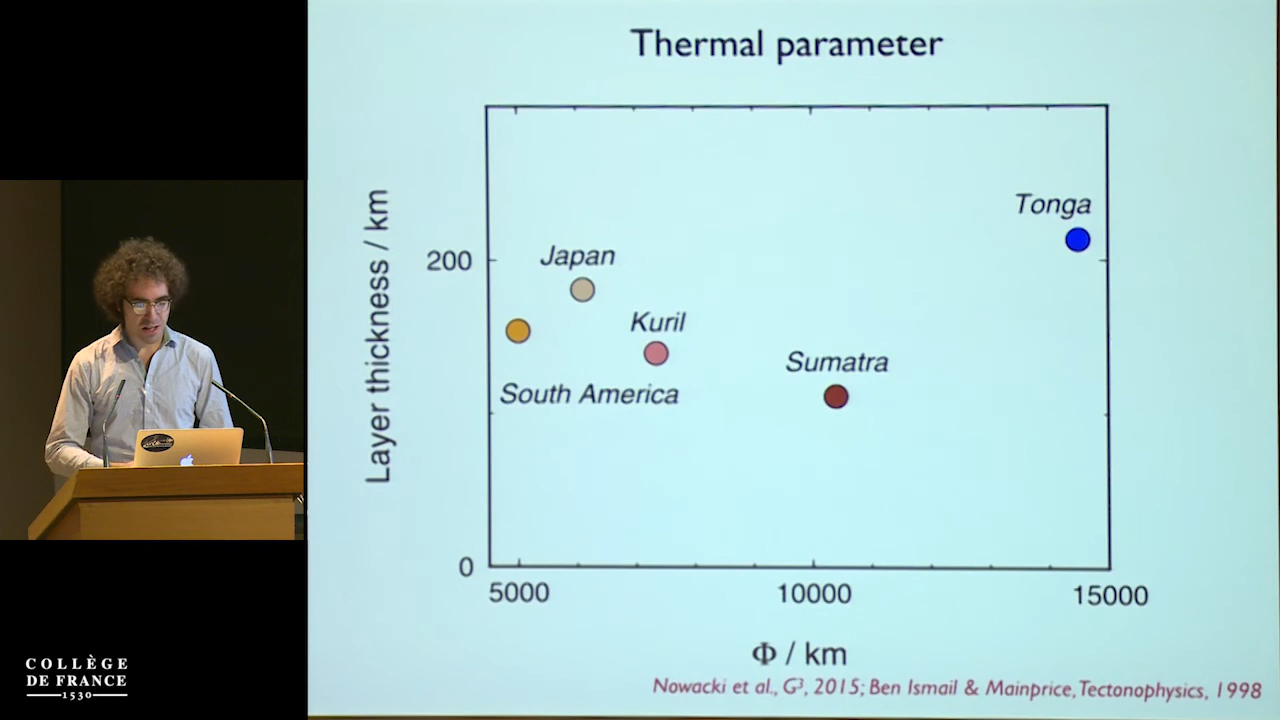 Thermal parameter
Layer thickness / km
200
0
Japan
Tonga
Kuril
Sumatra
South America
5000
10000
15000
Φ / km
Nowacki et al., G³, 2015; Ben Ismail & Mainprice, Tectonophysics, 1998
COLLÈGE
DE FRANCE
1530